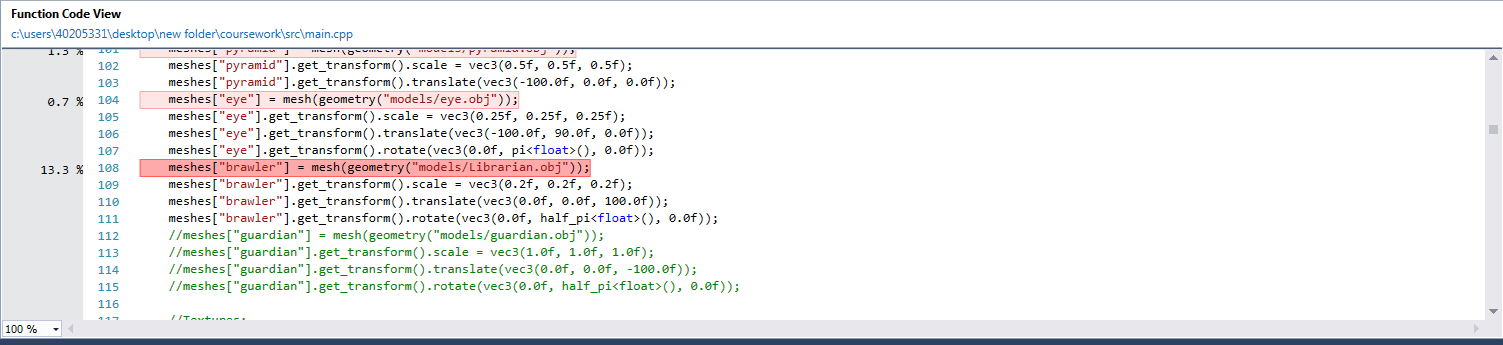 Function Code View
c:\users\40205331\desktop\new folder\coursework\src\main.cpp
1.3 % 101 meshes["pyramid"] = mesh(geometry("models/pyramid.obj"));
102 meshes["pyramid"].get_transform().scale = vec3(0.5f, 0.5f, 0.5f);
103 meshes["pyramid"].get_transform().translate(vec3(-100.0f, 0.0f, 0.0f));
0.7 % 104 meshes["eye"] = mesh(geometry("models/eye.obj"));
105 meshes["eye"].get_transform().scale = vec3(0.25f, 0.25f, 0.25f);
106 meshes["eye"].get_transform().translate(vec3(-100.0f, 90.0f, 0.0f));
107 meshes["eye"].get_transform().rotate(vec3(0.0f, pi<float>(), 0.0f));
13.3 % 108 meshes["brawler"] = mesh(geometry("models/Librarian.obj"));
109 meshes["brawler"].get_transform().scale = vec3(0.2f, 0.2f, 0.2f);
110 meshes["brawler"].get_transform().translate(vec3(0.0f, 0.0f, 100.0f));
111 meshes["brawler"].get_transform().rotate(vec3(0.0f, half_pi<float>(), 0.0f));
112 //meshes["guardian"] = mesh(geometry("models/guardian.obj"));
113 //meshes["guardian"].get_transform().scale = vec3(1.0f, 1.0f, 1.0f);
114 //meshes["guardian"].get_transform().translate(vec3(0.0f, 0.0f, -100.0f));
115 //meshes["guardian"].get_transform().rotate(vec3(0.0f, half_pi<float>(), 0.0f));
116
117 //Textures:
100 %